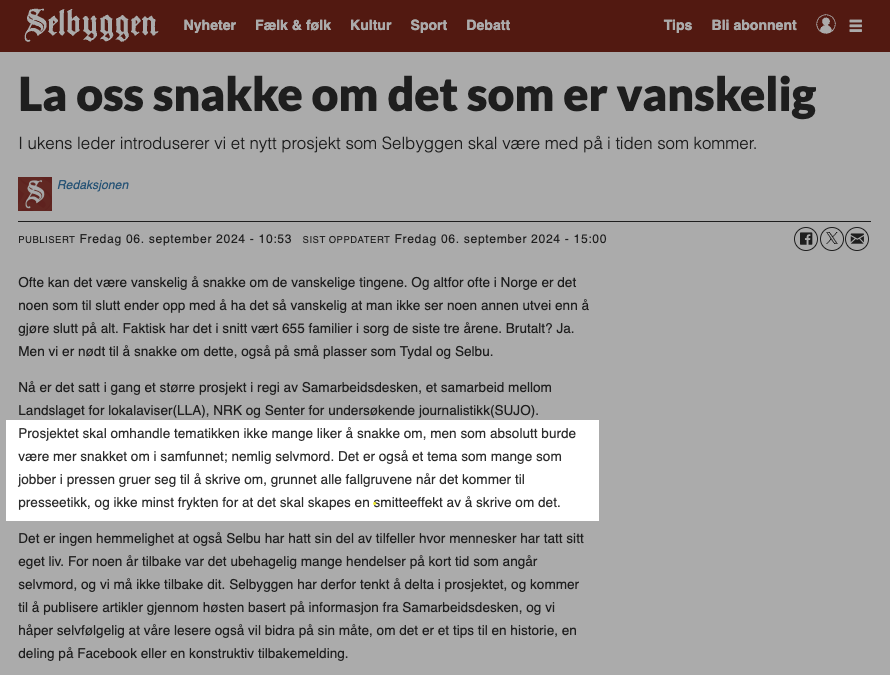 Selbyggen Nyheter Fælk & følk Kultur Sport Debatt Tips Bli abonnent
La oss snakke om det som er vanskelig
I ukens leder introduserer vi et nytt prosjekt som Selbyggen skal være med på i tiden som kommer.
S Redaksjonen
PUBLISERT Fredag 06. september 2024 - 10:53 SIST OPPDATERT Fredag 06. september 2024 - 15:00
Ofte kan det være vanskelig å snakke om de vanskelige tingene. Og altfor ofte i Norge er det
noen som til slutt ender opp med å ha det så vanskelig at man ikke ser noen annen utvei enn å
gjøre slutt på alt. Faktisk har det i snitt vært 655 familier i sorg de siste tre årene. Brutalt? Ja.
Men vi er nødt til å snakke om dette, også på små plasser som Tydal og Selbu.
Nå er det satt i gang et større prosjekt i regi av Samarbeidsdesken, et samarbeid mellom
Landslaget for lokalaviser(LLA), NRK og Senter for undersøkende journalistikk(SUJO).
Prosjektet skal omhandle tematikken ikke mange liker å snakke om, men som absolutt burde
være mer snakket om i samfunnet; nemlig selvmord. Det er også et tema som mange som
jobber i pressen gruer seg til å skrive om, grunnet alle fallgruvene når det kommer til
presseetikk, og ikke minst frykten for at det skal skapes en smitteeffekt av å skrive om det.
Det er ingen hemmelighet at også Selbu har hatt sin del av tilfeller hvor mennesker har tatt sitt
eget liv. For noen år tilbake var det ubehagelig mange hendelser på kort tid som angår
selvmord, og vi må ikke tilbake dit. Selbyggen har derfor tenkt å delta i prosjektet, og kommer
til å publisere artikler gjennom høsten basert på informasjon fra Samarbeidsdesken, og vi
håper selvfølgelig at våre lesere også vil bidra på sin måte, om det er et tips til en historie, en
deling på Facebook eller en konstruktiv tilbakemelding.